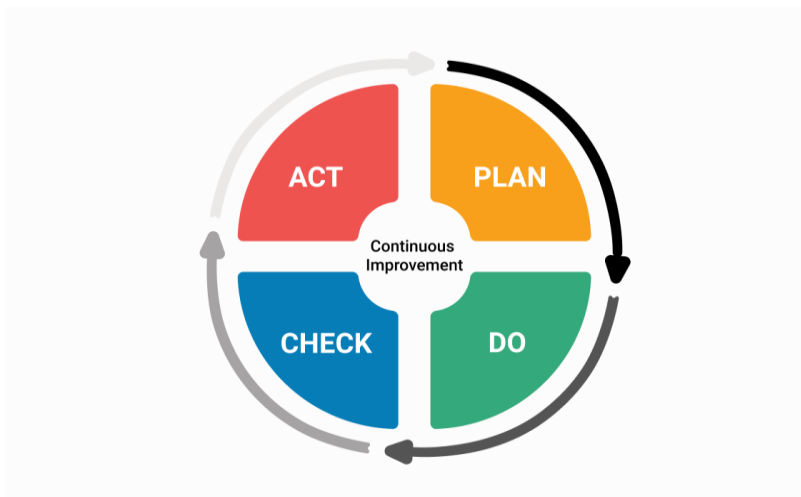 ACT
PLAN
Continuous
Improvement
CHECK
DO